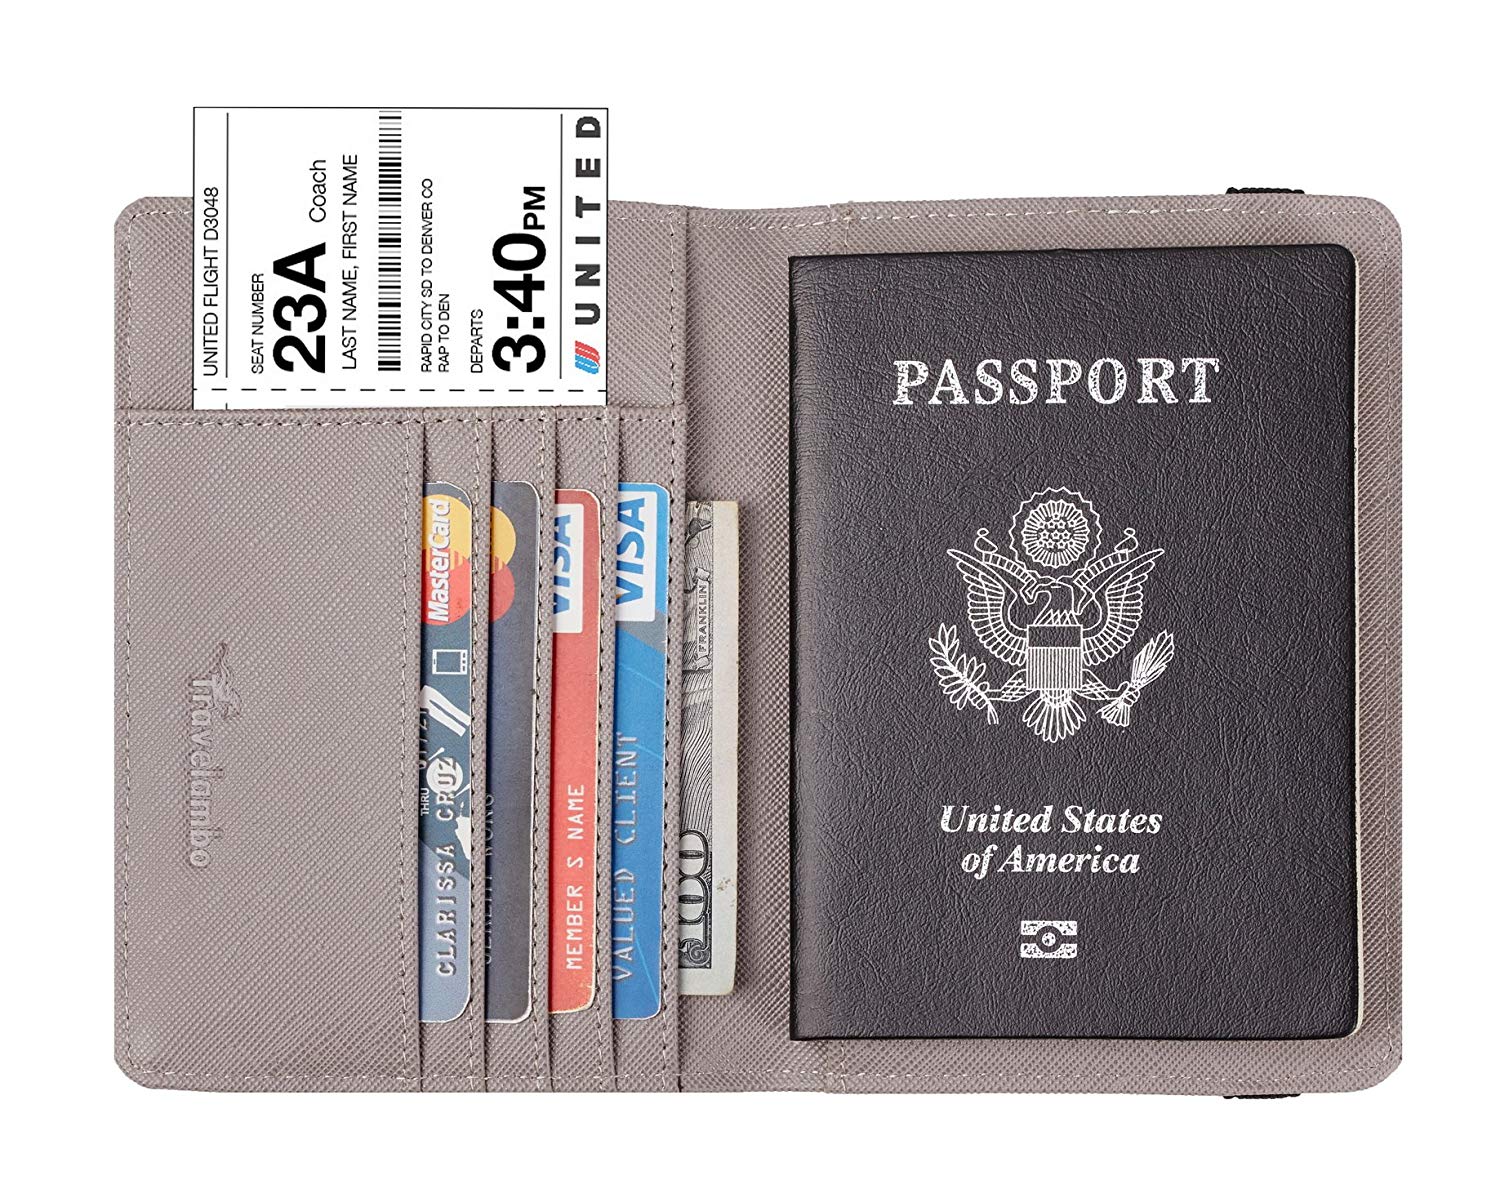 UNITED FLIGHT D3048
SEAT NUMBER
23A Coach
LAST NAME, FIRST NAME
RAPID CITY SD TO DENVER CO
RAP TO DEN
DEPARTS
3:40PM
UNITED
Travelambo
MasterCard
THRU
CLARISSA CRUZ
VISA
MEMBER S NAME
VISA
VALUED CLIENT
FRANKLIN
100
PASSPORT
United States
of America